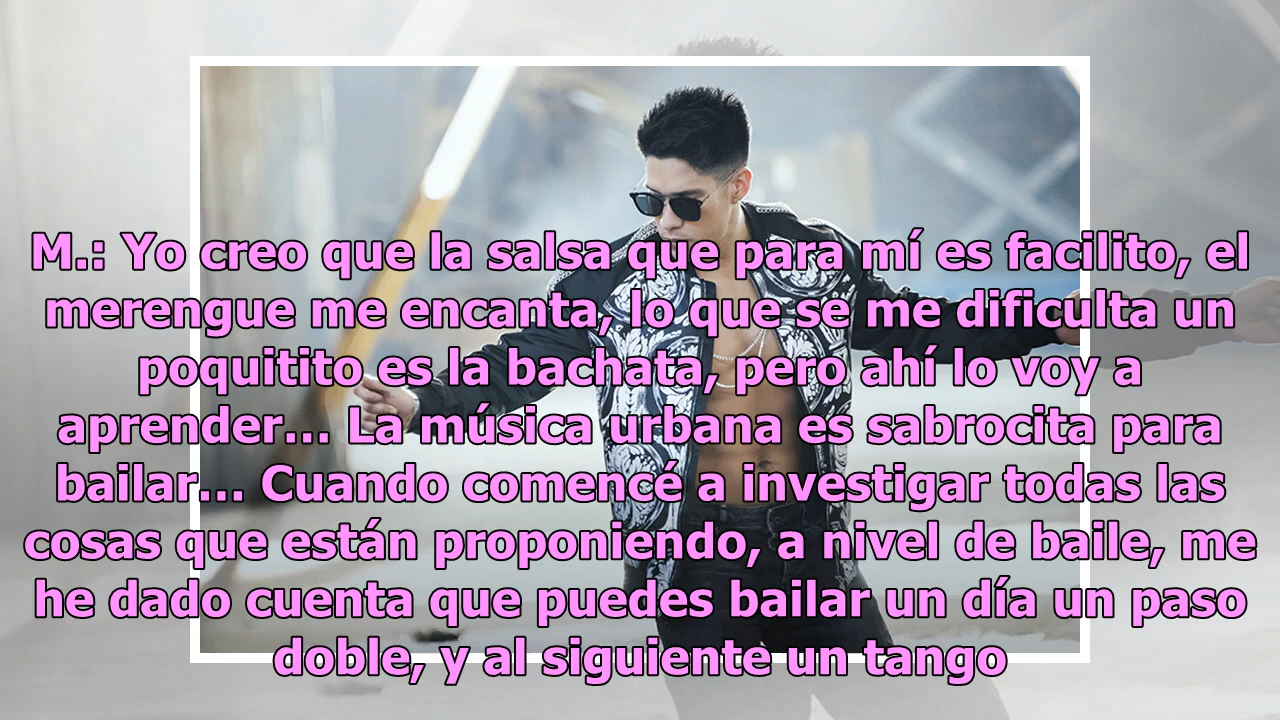 M.: Yo creo que la salsa que para mí es facilito, el
merengue me encanta, lo que se me dificulta un
poquitito es la bachata, pero ahí lo voy a
aprender... La música urbana es sabrocita para
bailar... Cuando comencé a investigar todas las
cosas que están proponiendo, a nivel de baile, me
he dado cuenta que puedes bailar un día un paso
doble, y al siguiente un tango